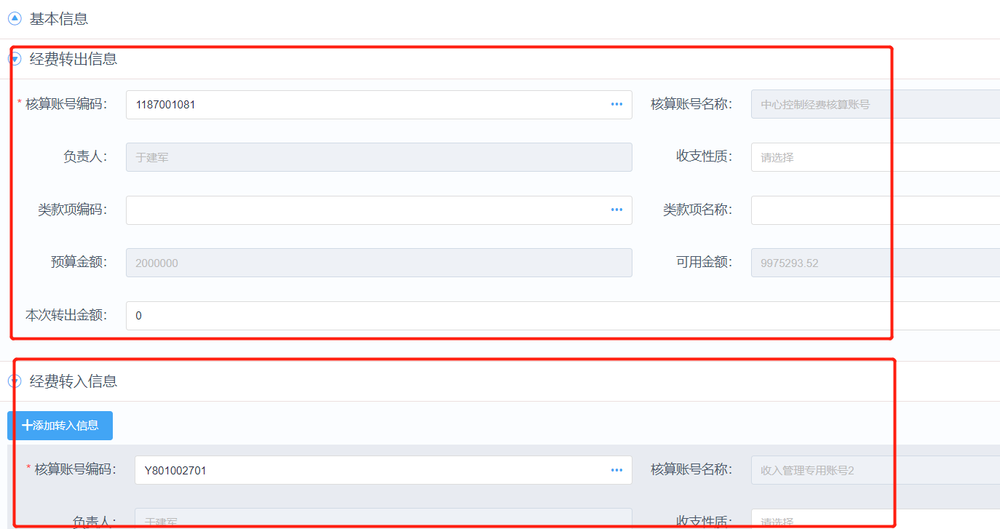 基本信息
经费转出信息
* 核算账号编码： 1187001081 ••• 核算账号名称： 中心控制经费核算账号
负责人： 于建军 收支性质： 请选择
类款项编码： ••• 类款项名称：
预算金额： 2000000 可用金额： 9975293.52
本次转出金额： 0
经费转入信息
+添加转入信息
* 核算账号编码： Y801002701 ••• 核算账号名称： 收入管理专用账号2
负责人： 于建军 收支性质： 请选择